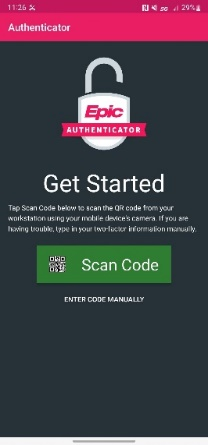 11:26
5G 29%
Authenticator
Epic
AUTHENTICATOR
Get Started
Tap Scan Code below to scan the QR code from your
workstation using your mobile device's camera. If you are
having trouble, type in your two-factor information manually.
Scan Code
ENTER CODE MANUALLY